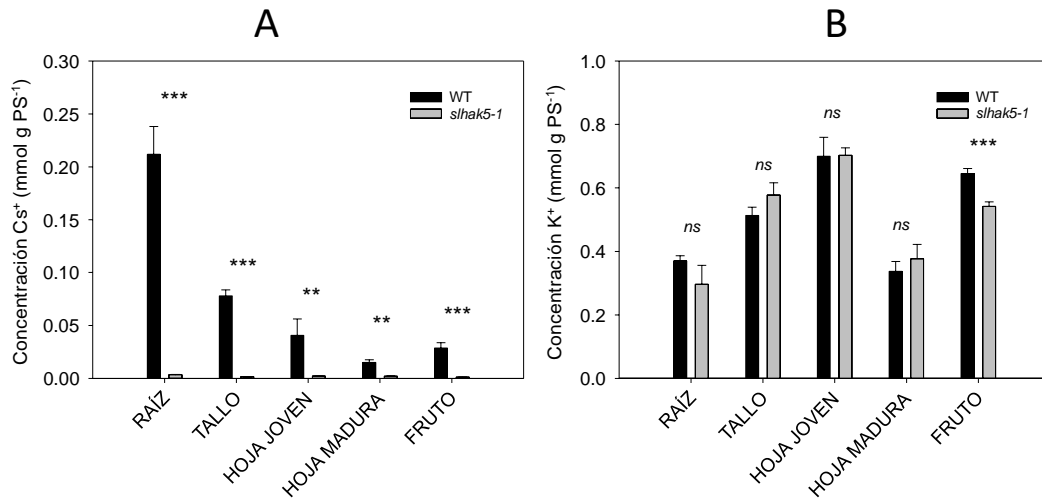 A
Concentración Cs⁺ (mmol g PS⁻¹)
0.30
0.25
0.20
0.15
0.10
0.05
0.00
WT
slhak5-1
***
***
**
**
***
RAÍZ
TALLO
HOJA JOVEN
HOJA MADURA
FRUTO
B
Concentración K⁺ (mmol g PS⁻¹)
1.0
0.8
0.6
0.4
0.2
0.0
WT
slhak5-1
ns
ns
ns
ns
***
RAÍZ
TALLO
HOJA JOVEN
HOJA MADURA
FRUTO